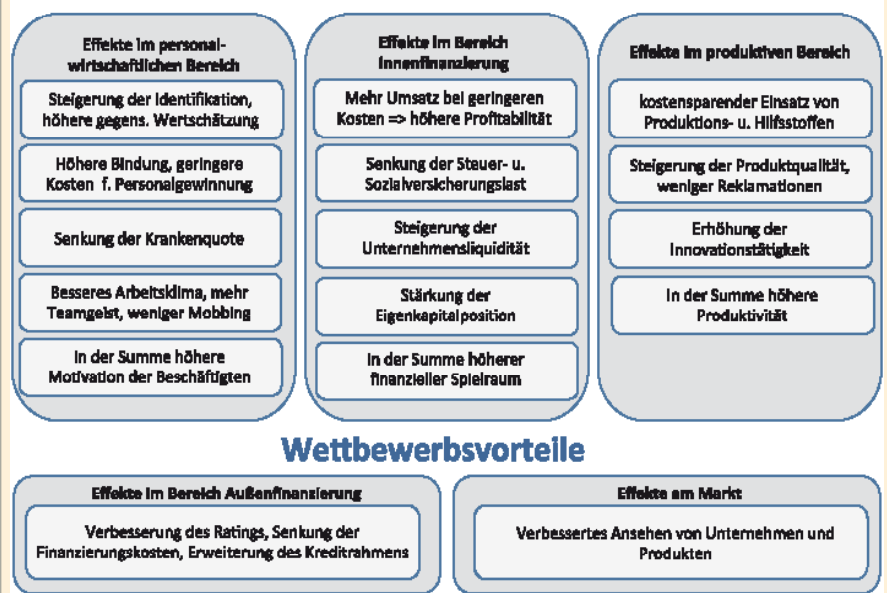 Effekte im personal-
wirtschaftlichen Bereich
Steigerung der Identifikation,
höhere gegens. Wertschätzung
Höhere Bindung, geringere
Kosten f. Personalgewinnung
Senkung der Krankenquote
Besseres Arbeitsklima, mehr
Teamgeist, weniger Mobbing
In der Summe höhere
Motivation der Beschäftigten
Effekte im Bereich
Innenfinanzierung
Mehr Umsatz bei geringeren
Kosten => höhere Profitabilität
Senkung der Steuer- u.
Sozialversicherungslast
Steigerung der
Unternehmensliquidität
Stärkung der
Eigenkapitalposition
In der Summe höherer
finanzieller Spielraum
Effekte im produktiven Bereich
kostensparender Einsatz von
Produktions- u. Hilfsstoffen
Steigerung der Produktqualität,
weniger Reklamationen
Erhöhung der
Innovationstätigkeit
In der Summe höhere
Produktivität
Wettbewerbsvorteile
Effekte im Bereich Außenfinanzierung
Verbesserung des Ratings, Senkung der
Finanzierungskosten, Erweiterung des Kreditrahmens
Effekte am Markt
Verbessertes Ansehen von Unternehmen und
Produkten